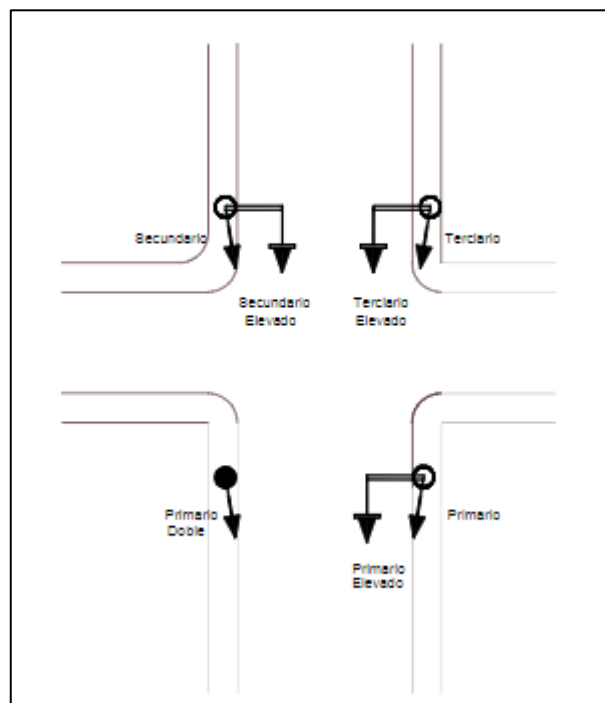 Secundario
Terciario
Secundario
Elevado
Terciario
Elevado
Primario
Doble
Primario
Primario
Elevado